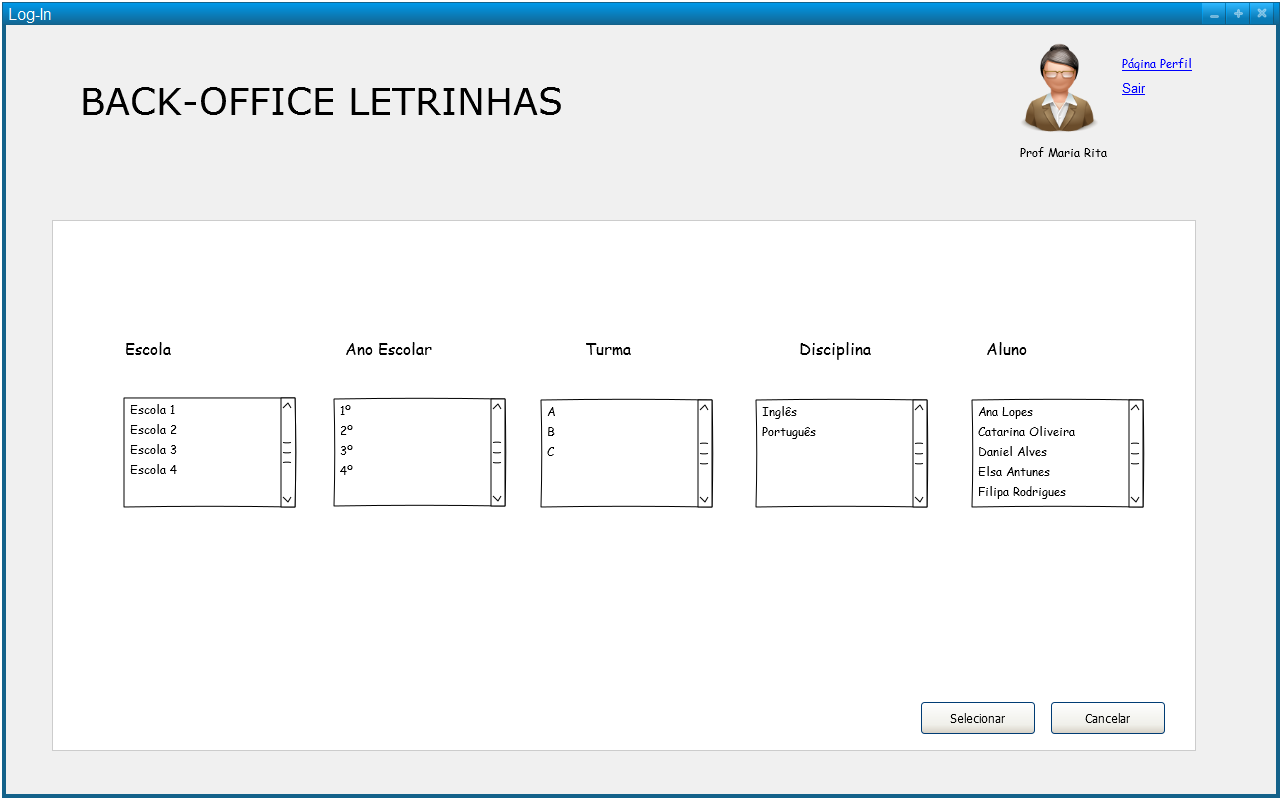 Log-In
Página Perfil
Sair
BACK-OFFICE LETRINHAS
Prof Maria Rita
Escola
Ano Escolar
Turma
Disciplina
Aluno
Escola 1
Escola 2
Escola 3
Escola 4
1º
2º
3º
4º
A
B
C
Inglês
Português
Ana Lopes
Catarina Oliveira
Daniel Alves
Elsa Antunes
Filipa Rodrigues
Selecionar
Cancelar